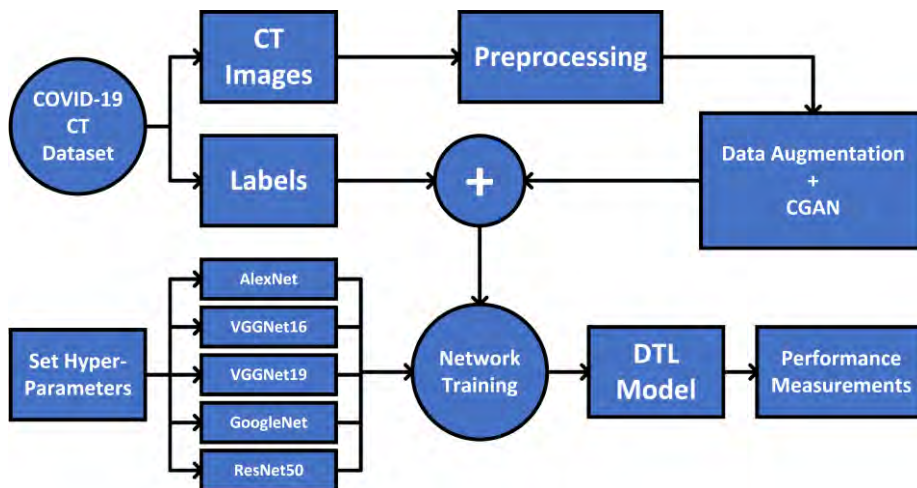 COVID-19
CT
Dataset
CT
Images
Preprocessing
Labels
+
Data Augmentation
+
CGAN
Set Hyper-
Parameters
AlexNet
VGGNet16
VGGNet19
GoogleNet
ResNet50
Network
Training
DTL
Model
Performance
Measurements